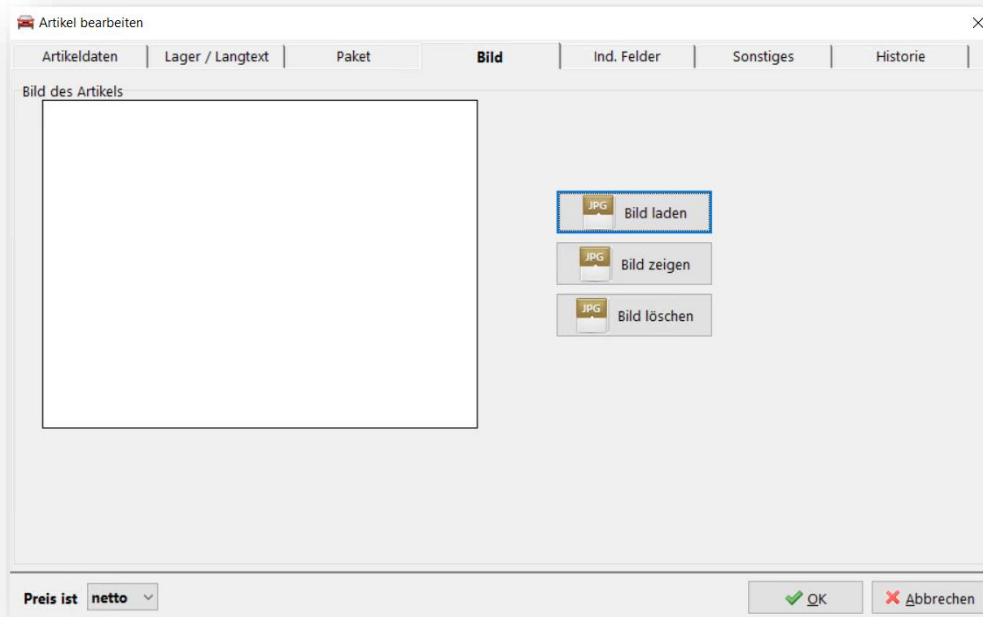 Artikel bearbeiten
Artikeldaten Lager / Langtext Paket Bild Ind. Felder Sonstiges Historie
Bild des Artikels
JPG Bild laden
JPG Bild zeigen
JPG Bild löschen
Preis ist netto OK Abbrechen